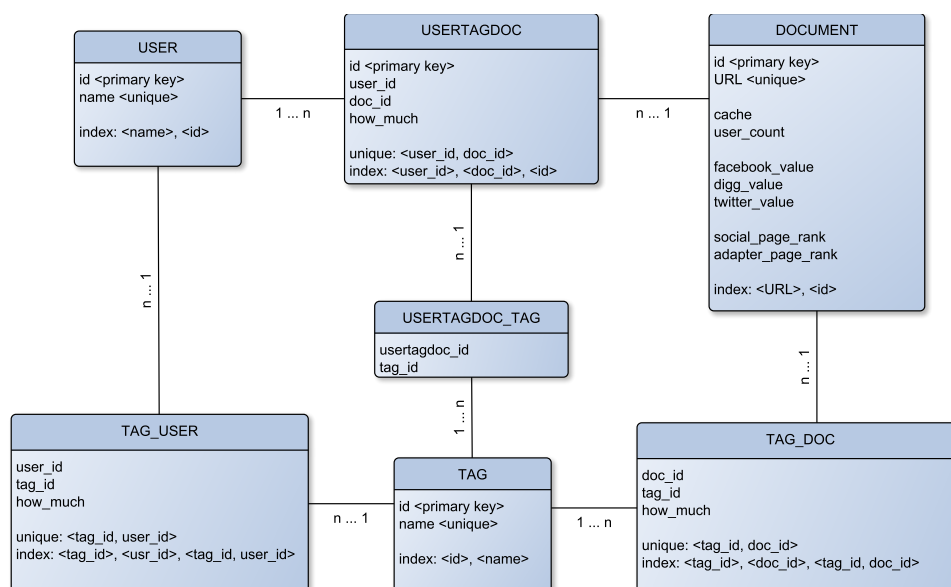 USER
id <primary key>
name <unique>
index: <name>, <id>
USERTAGDOC
id <primary key>
user_id
doc_id
how_much
unique: <user_id, doc_id>
index: <user_id>, <doc_id>, <id>
DOCUMENT
id <primary key>
URL <unique>
cache
user_count
facebook_value
digg_value
twitter_value
social_page_rank
adapter_page_rank
index: <URL>, <id>
1 ... n
n ... 1
n ... 1
n ... 1
n ... 1
USERTAGDOC_TAG
usertagdoc_id
tag_id
1 ... n
TAG_USER
user_id
tag_id
how_much
unique: <tag_id, user_id>
index: <tag_id>, <usr_id>, <tag_id, user_id>
n ... 1
TAG
id <primary key>
name <unique>
index: <id>, <name>
1 ... n
TAG_DOC
doc_id
tag_id
how_much
unique: <tag_id, doc_id>
index: <tag_id>, <doc_id>, <tag_id, doc_id>